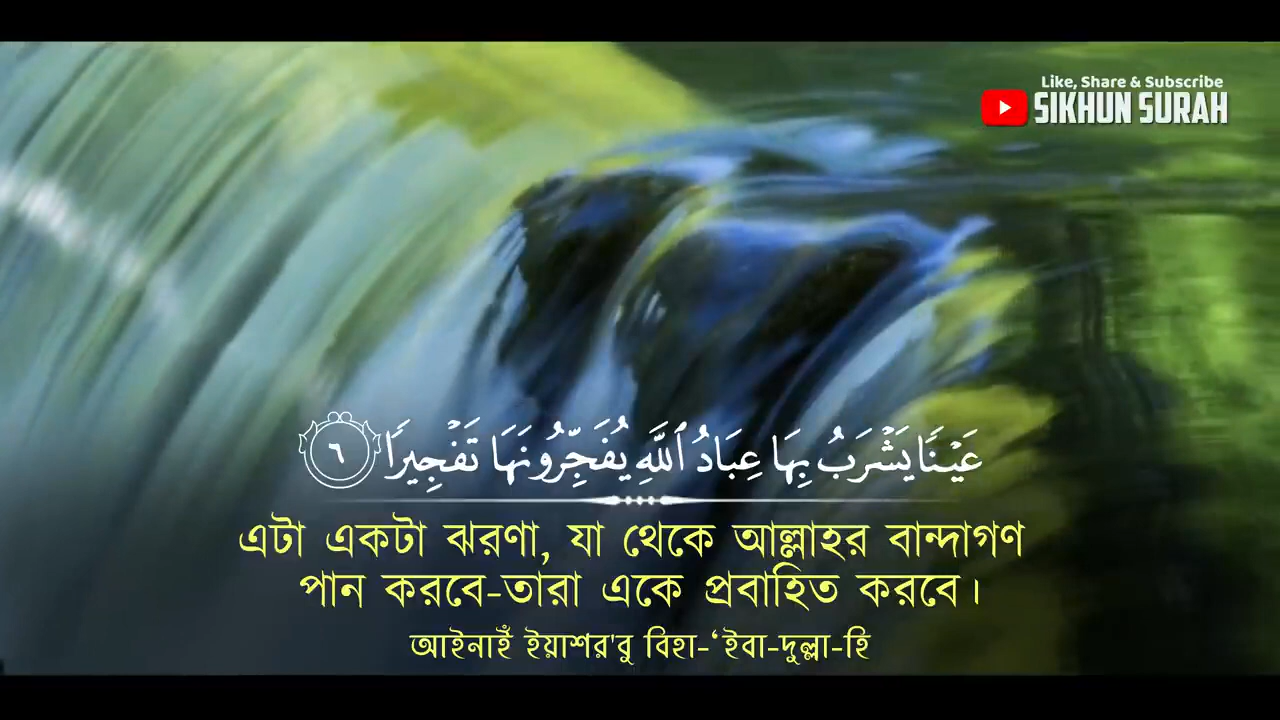 Like, Share & Subscribe
SIKHUN SURAH
عَيْنًا يَشْرَبُ بِهَا عِبَادُ ٱللَّهِ يُفَجِّرُونَهَا تَفْجِيرًا ٦
এটা একটা ঝরণা, যা থেকে আল্লাহর বান্দাগণ
পান করবে-তারা একে প্রবাহিত করবে।
আইনাইঁ ইয়াশর'বু বিহা-‘ইবা-দুল্লা-হি